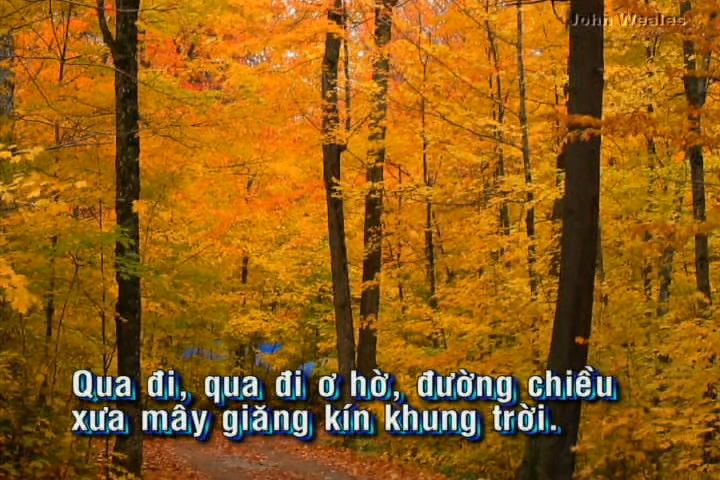 John Weales
Qua đi, qua đi ơ hờ, đường chiều
xưa mây giăng kín khung trời.